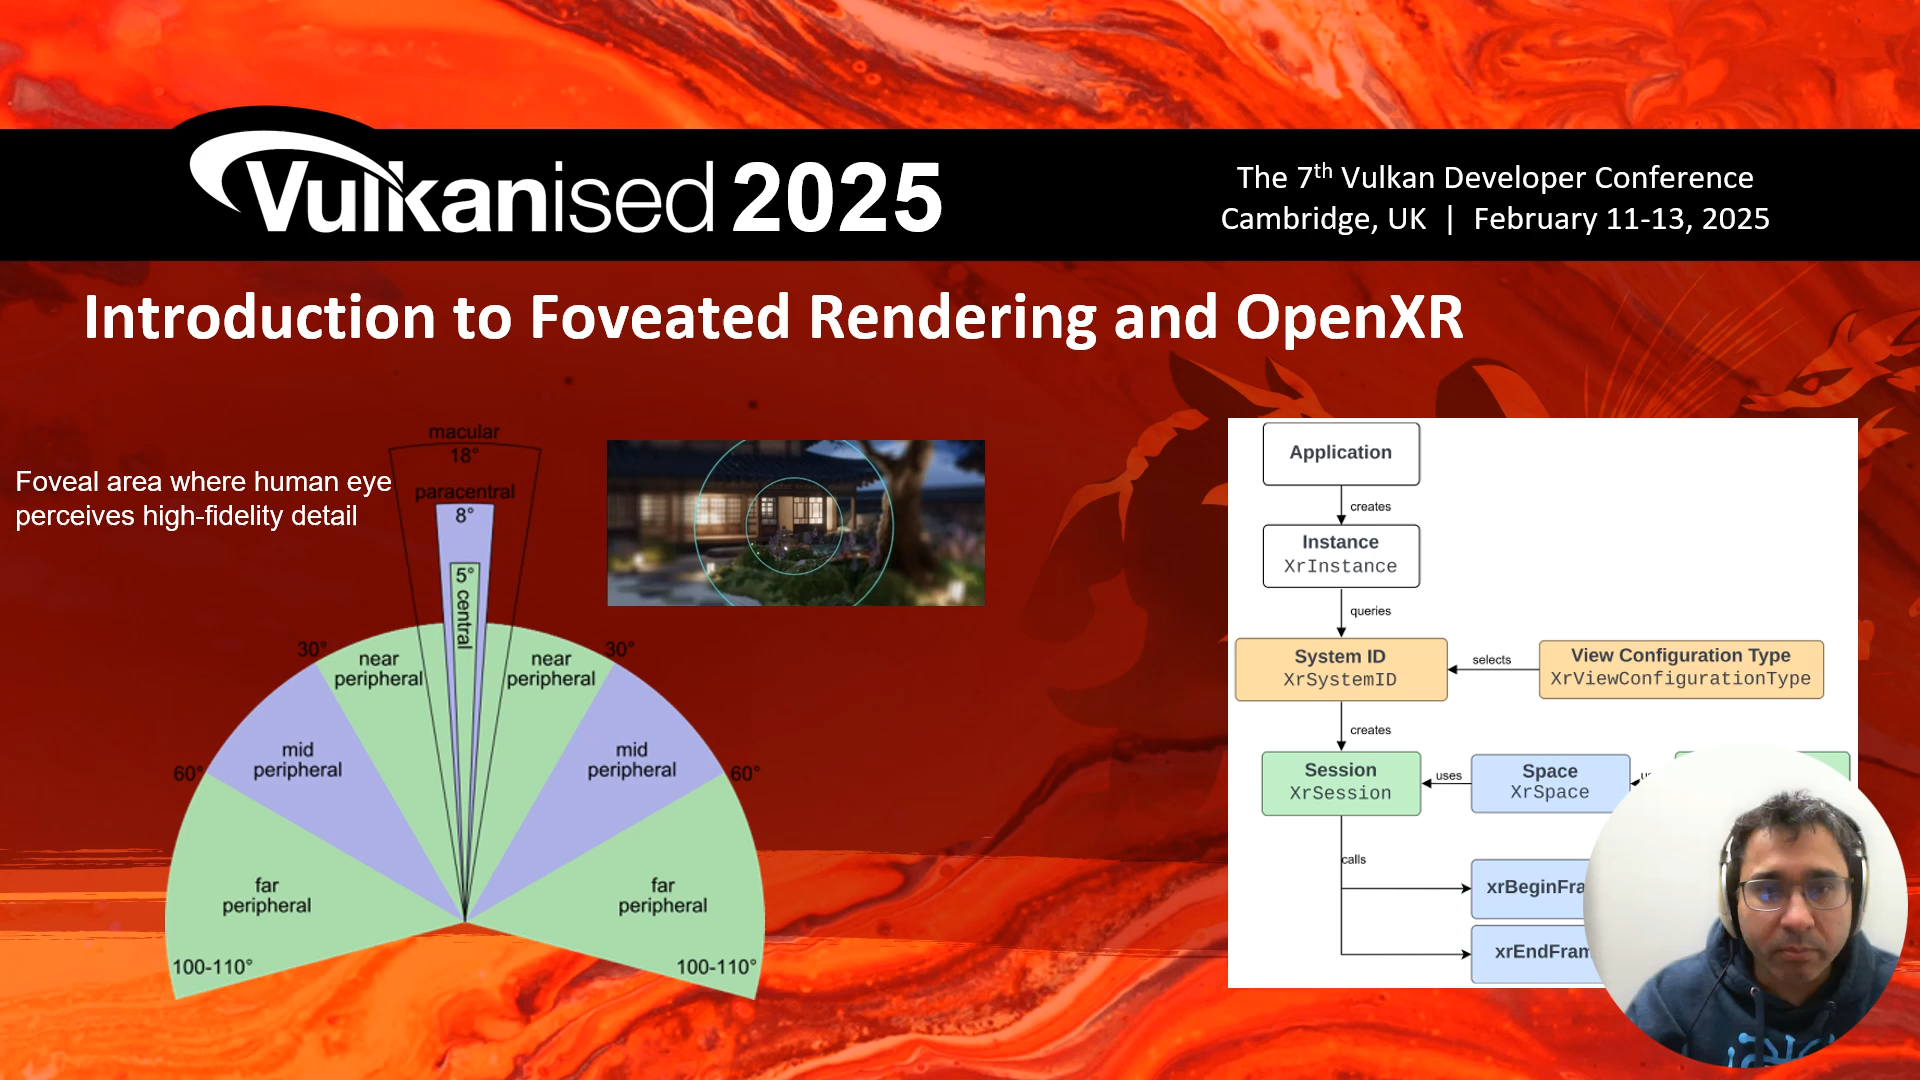 Vulkanised 2025
The 7th Vulkan Developer Conference
Cambridge, UK | February 11-13, 2025
Introduction to Foveated Rendering and OpenXR
Foveal area where human eye
perceives high-fidelity detail
macular
18°
paracentral
8°
5°
central
30°
near
peripheral
near
peripheral
30°
60°
mid
peripheral
mid
peripheral
60°
far
peripheral
far
peripheral
100-110°
100-110°
Application
creates
Instance
XrInstance
queries
System ID
XrSystemID
selects
View Configuration Type
XrViewConfigurationType
creates
Session
XrSession
uses
Space
XrSpace
calls
xrBeginFra
xrEndFram